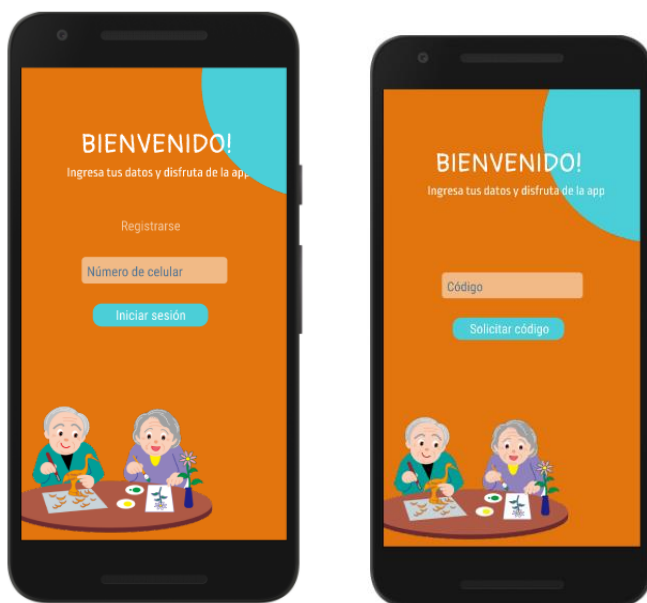 BIENVENIDO!
Ingresa tus datos y disfruta de la app
Registrarse
Número de celular
Iniciar sesión
BIENVENIDO!
Ingresa tus datos y disfruta de la app
Código
Solicitar código